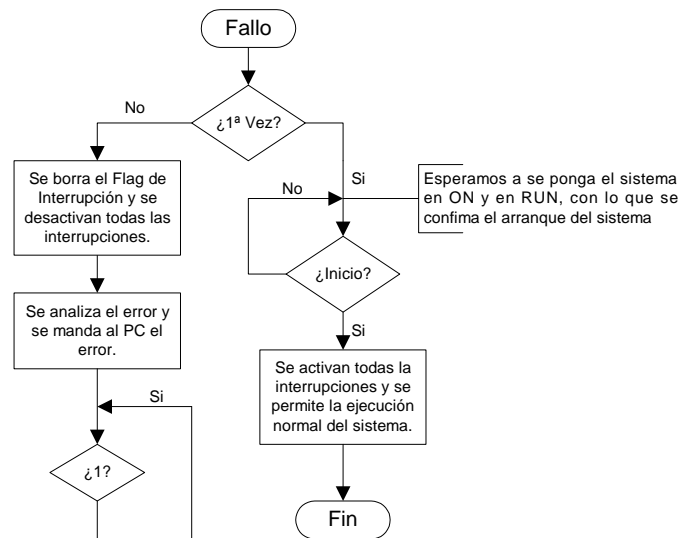 Fallo
No
¿1ª Vez?
Se borra el Flag de
Interrupción y se
desactivan todas las
interrupciones.
No
Si
Esperamos a se ponga el sistema
en ON y en RUN, con lo que se
confima el arranque del sistema
¿Inicio?
Se analiza el error y
se manda al PC el
error.
Si
Se activan todas la
interrupciones y se
permite la ejecución
normal del sistema.
Si
¿1?
Fin